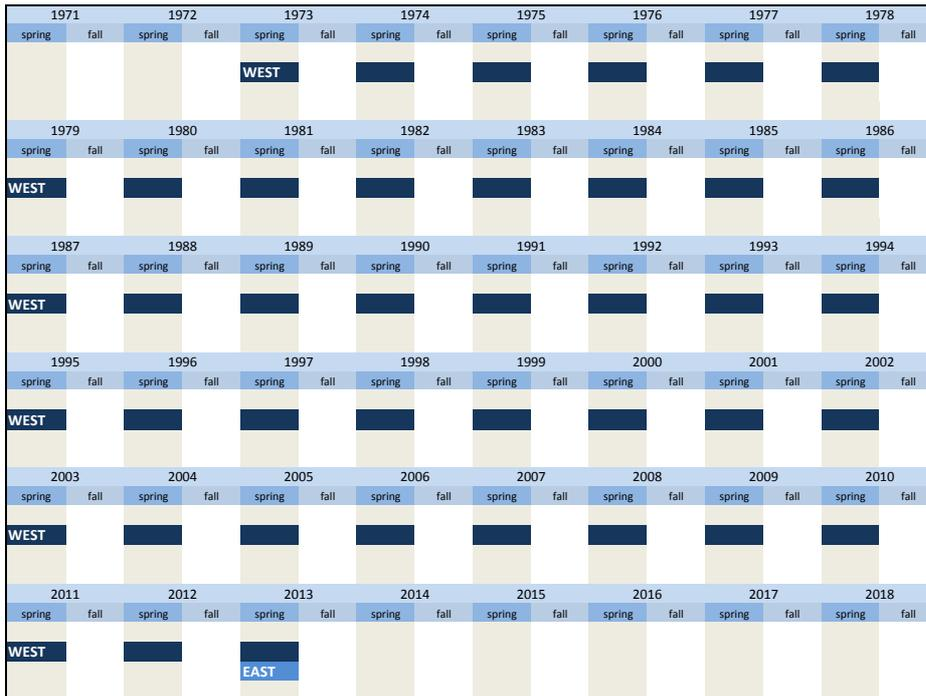 1971 1972 1973 1974 1975 1976 1977 1978
spring fall spring fall spring fall spring fall spring fall spring fall spring fall spring fall
WEST
1979 1980 1981 1982 1983 1984 1985 1986
spring fall spring fall spring fall spring fall spring fall spring fall spring fall spring fall
WEST
1987 1988 1989 1990 1991 1992 1993 1994
spring fall spring fall spring fall spring fall spring fall spring fall spring fall spring fall
WEST
1995 1996 1997 1998 1999 2000 2001 2002
spring fall spring fall spring fall spring fall spring fall spring fall spring fall spring fall
WEST
2003 2004 2005 2006 2007 2008 2009 2010
spring fall spring fall spring fall spring fall spring fall spring fall spring fall spring fall
WEST
2011 2012 2013 2014 2015 2016 2017 2018
spring fall spring fall spring fall spring fall spring fall spring fall spring fall spring fall
WEST
EAST